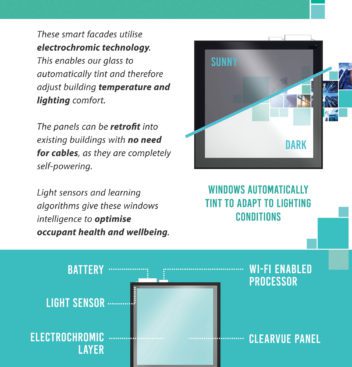 These smart facades utilise
electrochromic technology.
This enables our glass to
automatically tint and therefore
adjust building temperature and
lighting comfort.
The panels can be retrofit into
existing buildings with no need
for cables, as they are completely
self-powering.
Light sensors and learning
algorithms give these windows
intelligence to optimise
occupant health and wellbeing.
SUNNY
DARK
WINDOWS AUTOMATICALLY
TINT TO ADAPT TO LIGHTING
CONDITIONS
BATTERY
LIGHT SENSOR
ELECTROCHROMIC
LAYER
WI-FI ENABLED
PROCESSOR
CLEARVUE PANEL